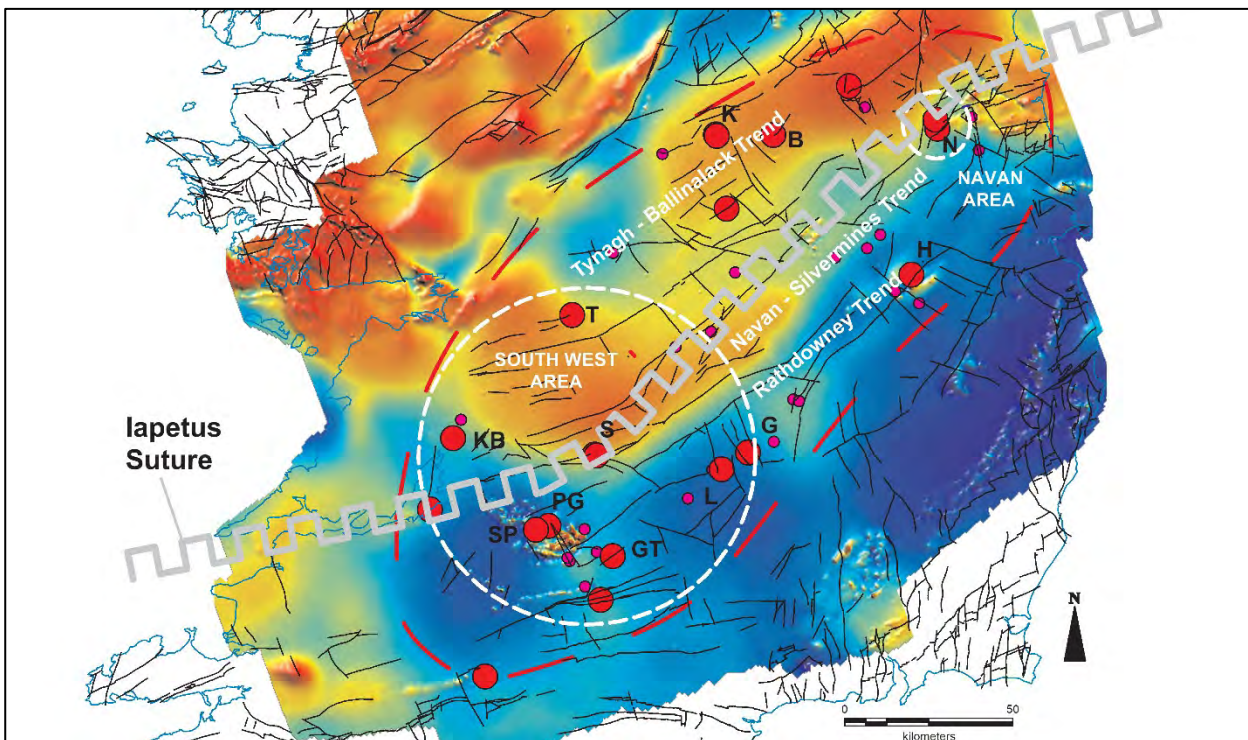 K
B
N
NAVAN
AREA
Tynagh - Ballinalack Trend
Navan - Silvermines Trend
H
T
SOUTH WEST
AREA
Rathdowney Trend
Iapetus
Suture
KB
S
G
L
PG
SP
GT
N
0
50
kilometers